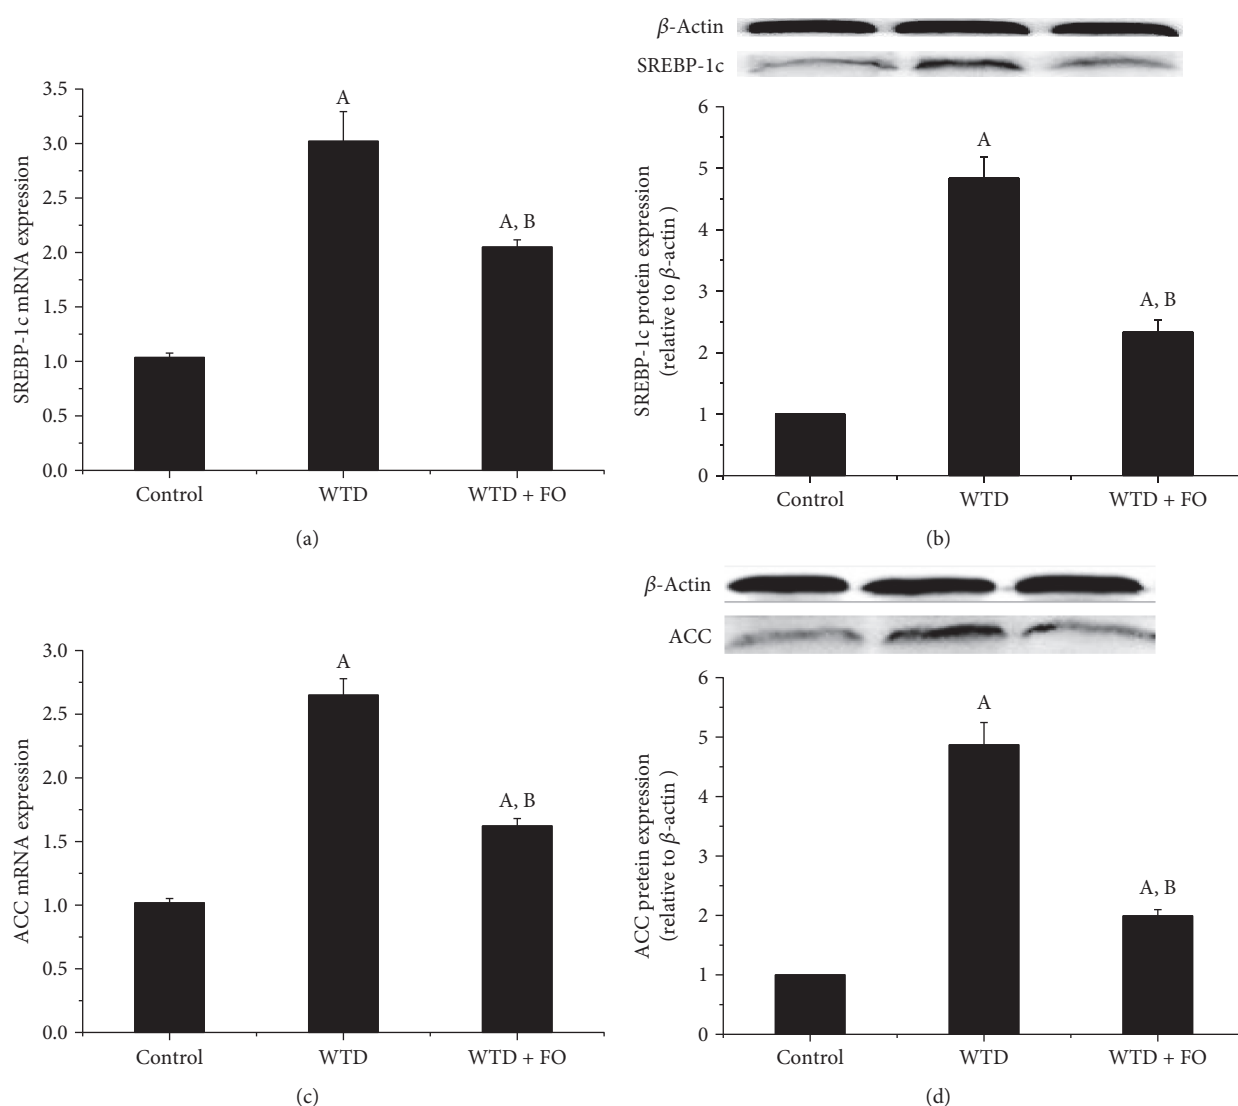 3.5
3.0
2.5
2.0
1.5
1.0
0.5
0.0
SREBP-1c mRNA expression
A
A, B
Control WTD WTD + FO
(a)
β-Actin
SREBP-1c
6
5
4
3
2
1
0
SREBP-1c protein expression
(relative to β-actin )
A
A, B
Control WTD WTD + FO
(b)
3.0
2.5
2.0
1.5
1.0
0.5
0.0
ACC mRNA expression
A
A, B
Control WTD WTD + FO
(c)
β-Actin
ACC
6
5
4
3
2
1
0
ACC pretein expression
(relative to β-actin )
A
A, B
Control WTD WTD + FO
(d)